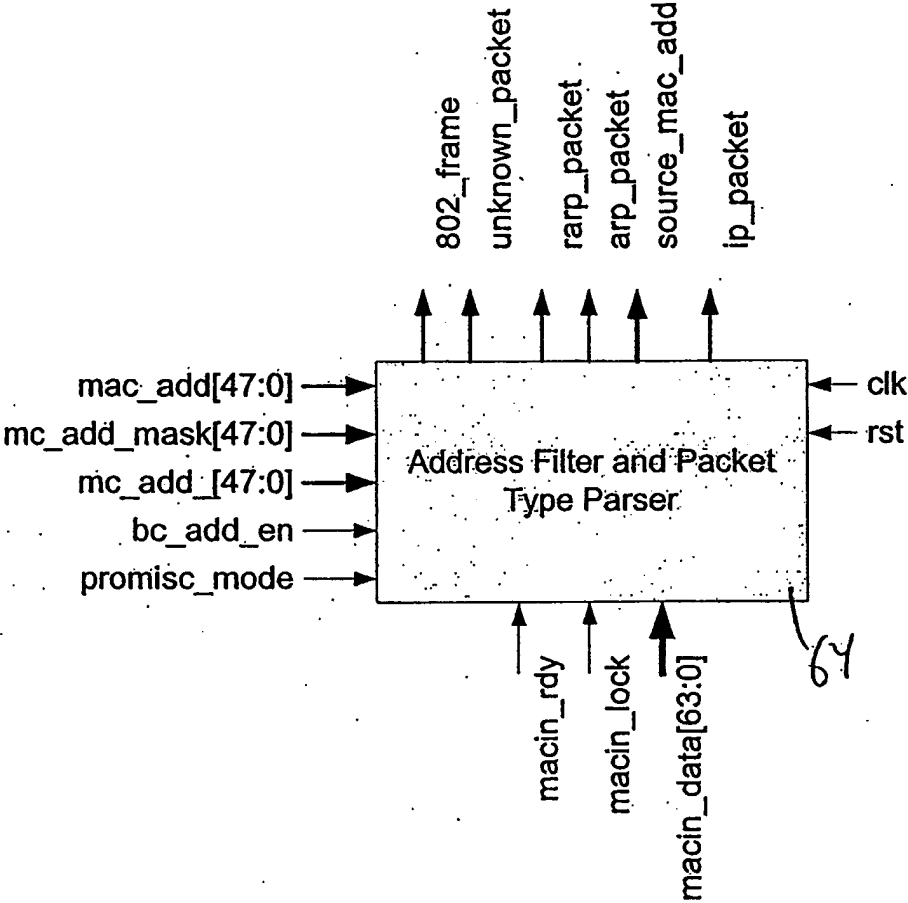 802_frame
unknown_packet
rarp_packet
arp_packet
source_mac_add
ip_packet
mac_add[47:0]
mc_add_mask[47:0]
mc_add_[47:0]
bc_add_en
promisc_mode
clk
rst
Address Filter and Packet
Type Parser
64
macin_rdy
macin_lock
macin_data[63:0]